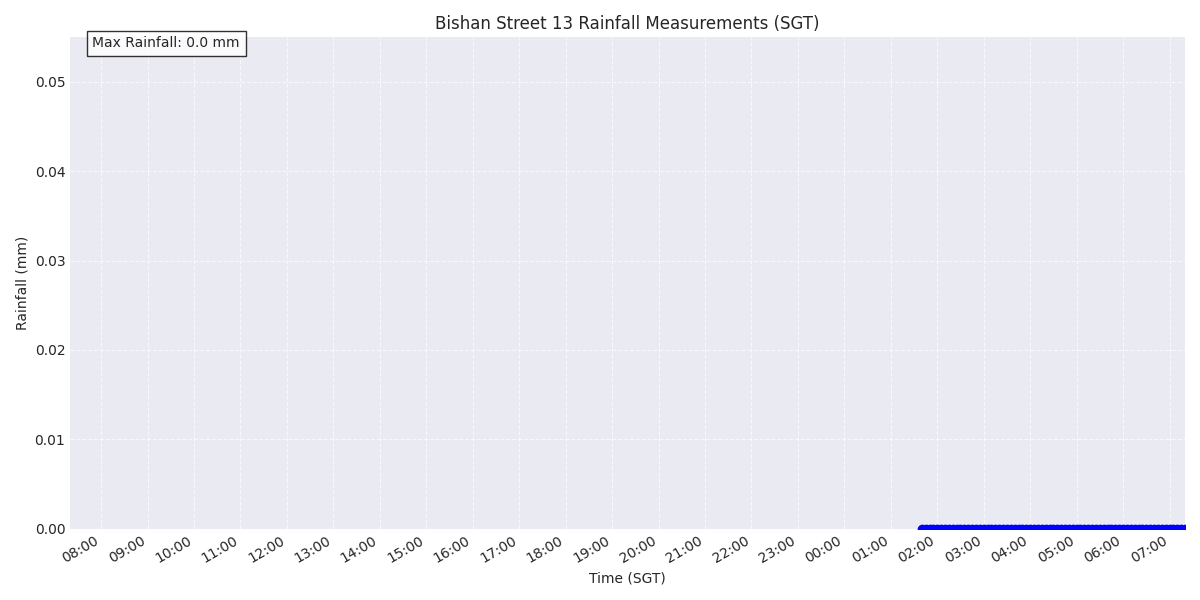 Bishan Street 13 Rainfall Measurements (SGT)
Max Rainfall: 0.0 mm
0.05
0.04
0.03
0.02
0.01
0.00
Rainfall (mm)
08:00 09:00 10:00 11:00 12:00 13:00 14:00 15:00 16:00 17:00 18:00 19:00 20:00 21:00 22:00 23:00 00:00 01:00 02:00 03:00 04:00 05:00 06:00 07:00
Time (SGT)